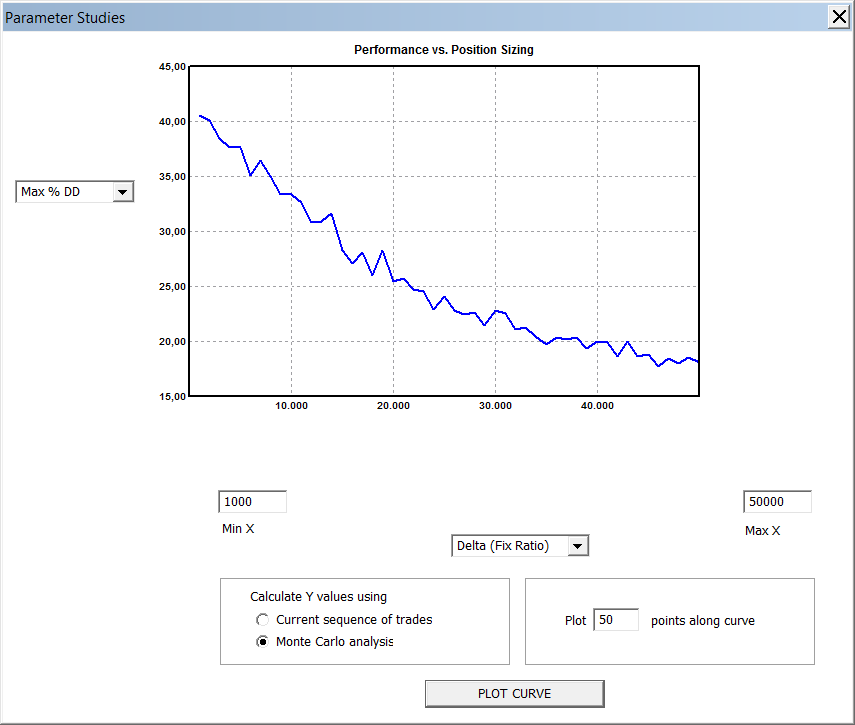 Parameter Studies
Performance vs. Position Sizing
45,00
40,00
35,00
Max % DD
30,00
25,00
20,00
15,00
10.000 20.000 30.000 40.000
1000 50000
Min X Max X
Delta (Fix Ratio)
Calculate Y values using
Current sequence of trades
Plot 50 points along curve
Monte Carlo analysis
PLOT CURVE